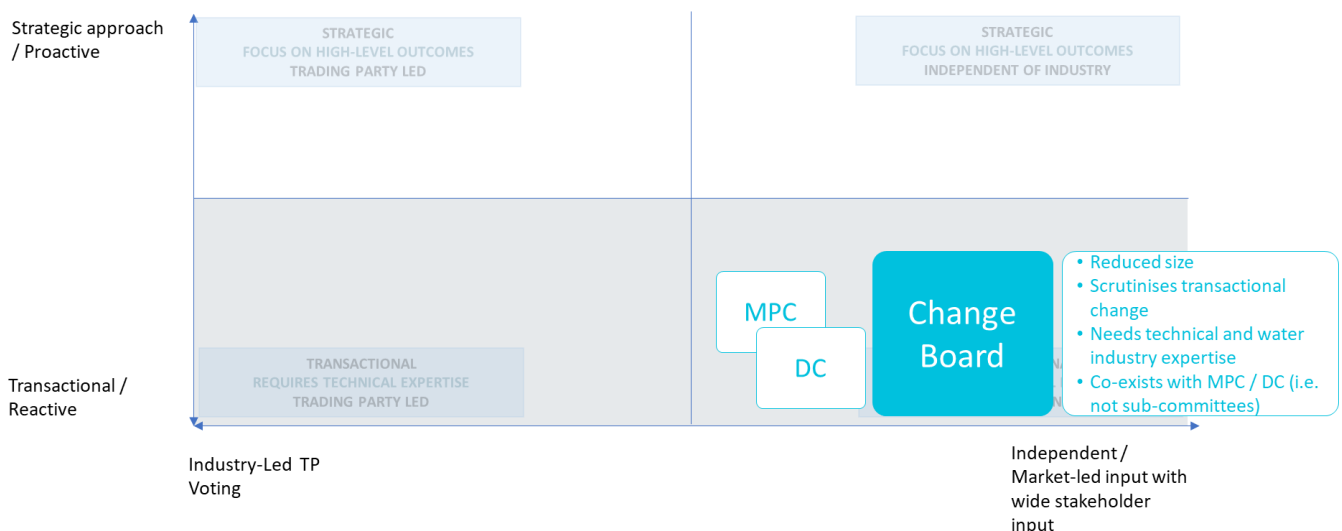 Strategic approach
/ Proactive
STRATEGIC
FOCUS ON HIGH-LEVEL OUTCOMES
TRADING PARTY LED
STRATEGIC
FOCUS ON HIGH-LEVEL OUTCOMES
INDEPENDENT OF INDUSTRY
MPC
DC
Change
Board
• Reduced size
• Scrutinises transactional
change
• Needs technical and water
industry expertise
• Co-exists with MPC / DC (i.e.
not sub-committees)
TRANSACTIONAL
REQUIRES TECHNICAL EXPERTISE
TRADING PARTY LED
Transactional /
Reactive
Industry-Led TP
Voting
Independent /
Market-led input with
wide stakeholder
input